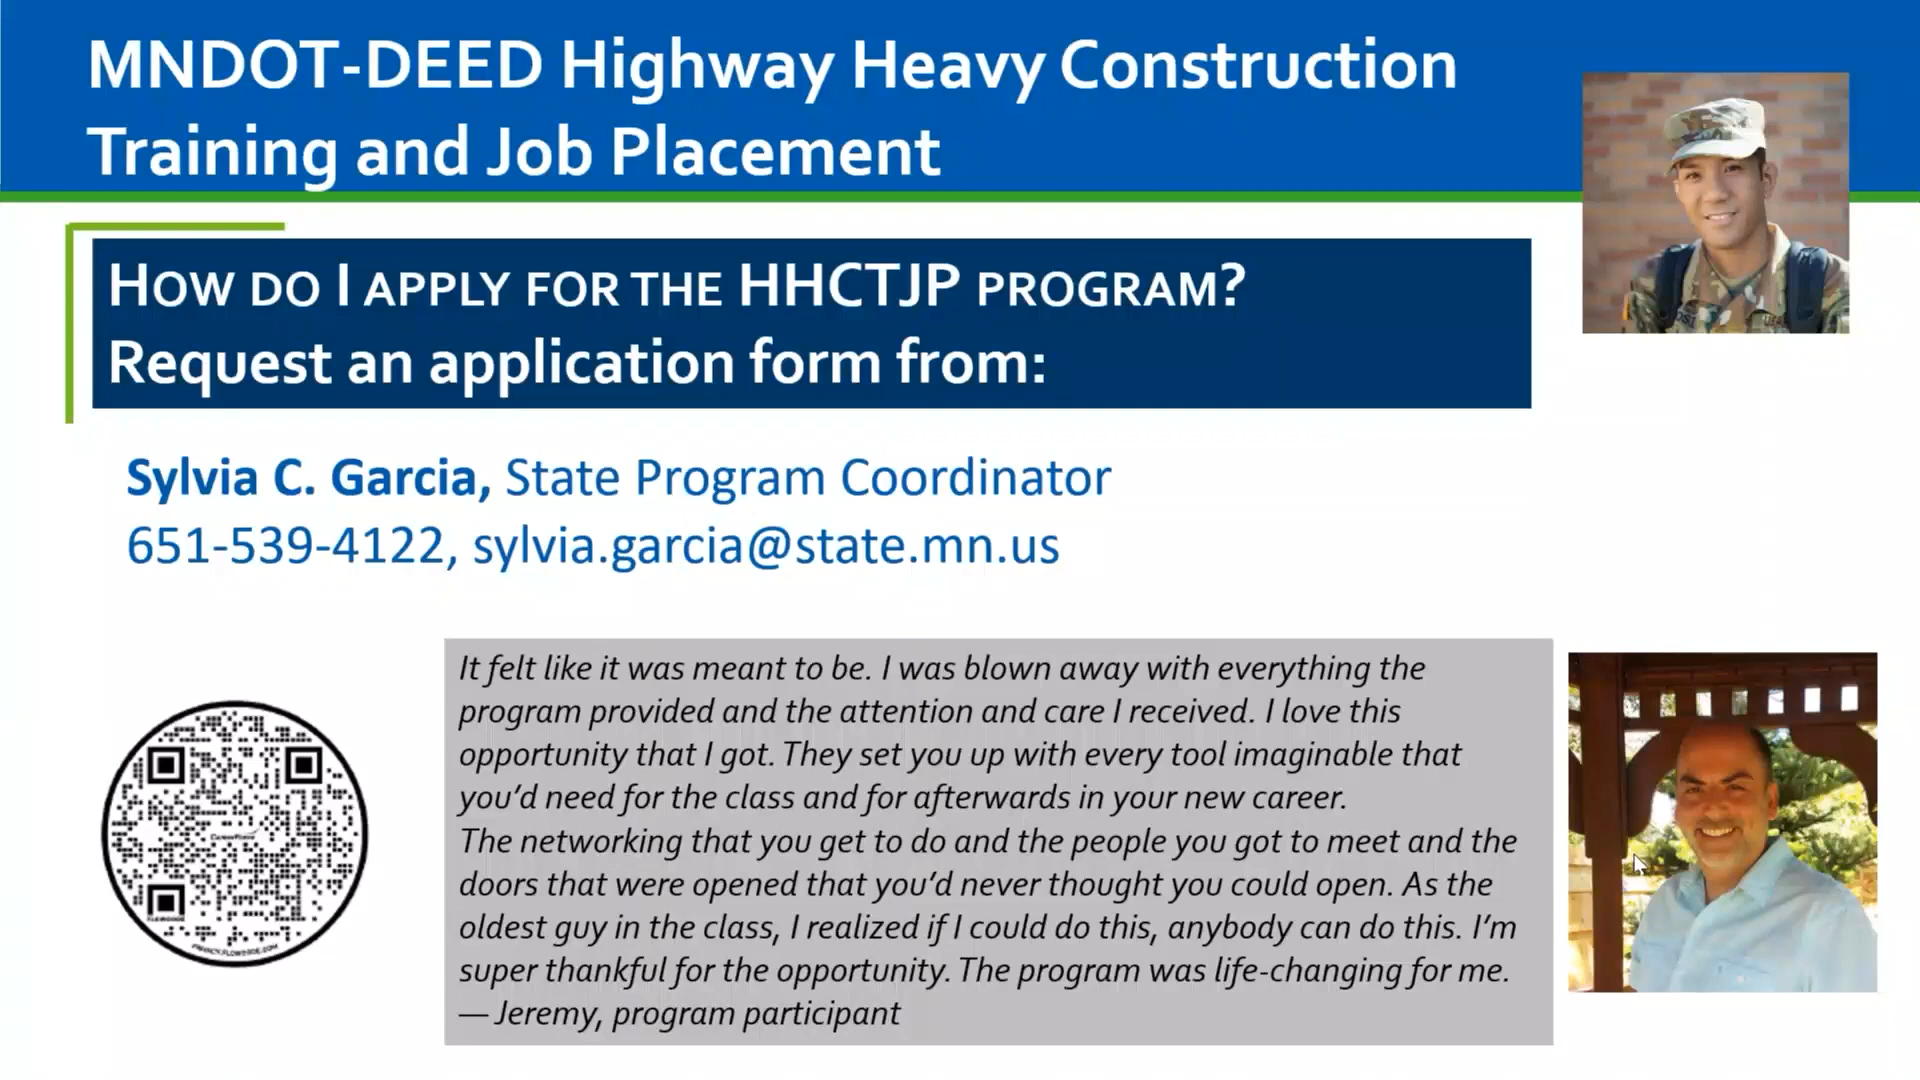 MNDOT-DEED Highway Heavy Construction
Training and Job Placement
HOW DO I APPLY FOR THE HHCTJP PROGRAM?
Request an application form from:
Sylvia C. Garcia, State Program Coordinator
651-539-4122, sylvia.garcia@state.mn.us
It felt like it was meant to be. I was blown away with everything the
program provided and the attention and care I received. I love this
opportunity that I got. They set you up with every tool imaginable that
you’d need for the class and for afterwards in your new career.
The networking that you get to do and the people you got to meet and the
doors that were opened that you’d never thought you could open. As the
oldest guy in the class, I realized if I could do this, anybody can do this. I’m
super thankful for the opportunity. The program was life-changing for me.
— Jeremy, program participant
CareerForce
FLOWCODE
PRIVACY.FLOWCODE.COM